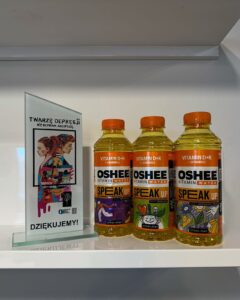 TWARZE DEPRESJI
DZIĘKUJEMY!
VITAMIN D+K
OSHEE
VITAMIN WATER
SPEAK
VITAMIN D+K
OSHEE
VITAMIN WATER
SPEAK
VITAMIN D+K
OSHEE
VITAMIN WATER
SPEAK